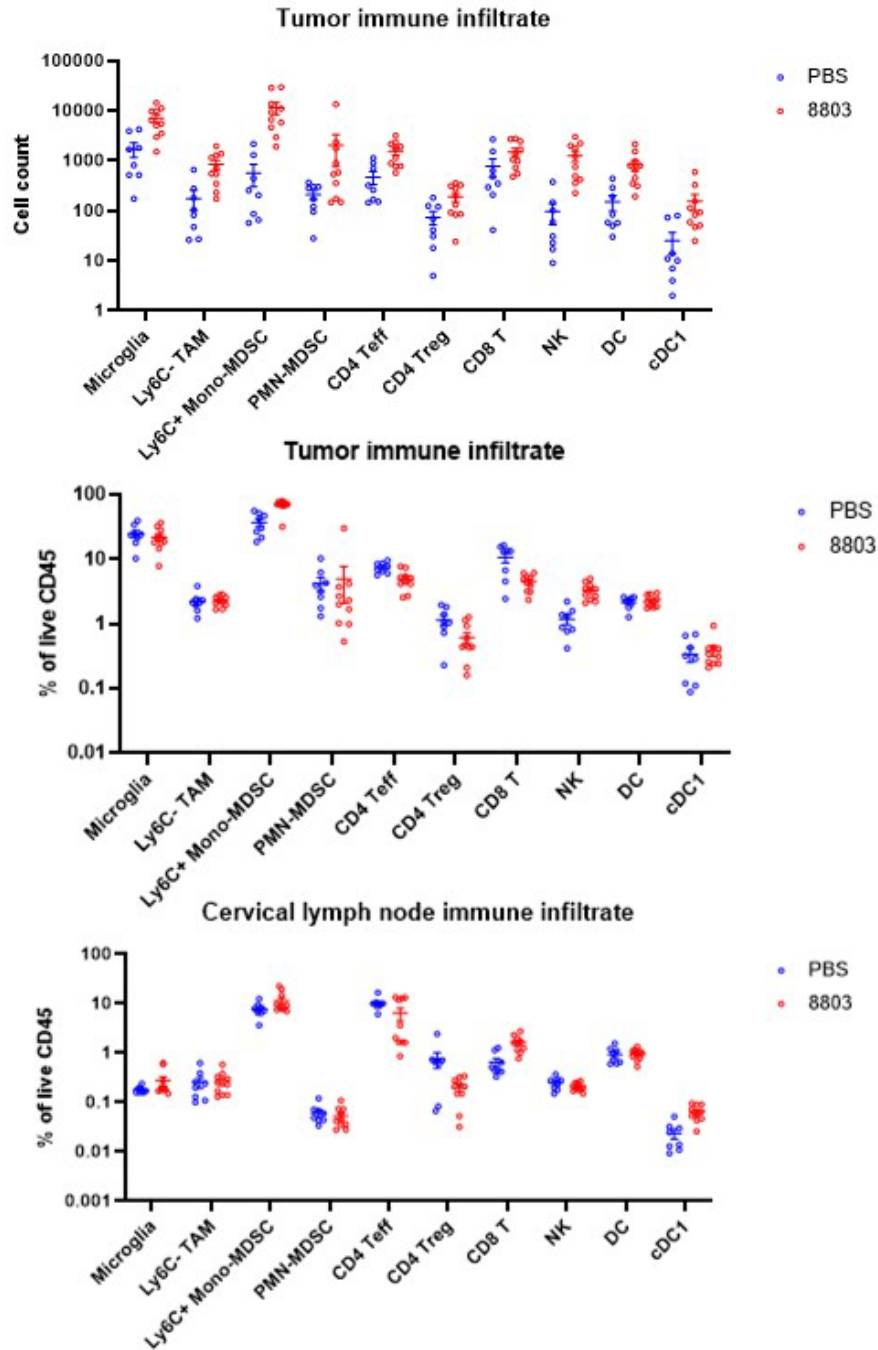 Tumor immune infiltrate
Cell count
100000
10000
1000
100
10
1
PBS
8803
Microglia
Ly6C- TAM
Ly6C+ Mono-MDSC
PMN-MDSC
CD4 Teff
CD4 Treg
CD8 T
NK
DC
cDC1
Tumor immune infiltrate
% of live CD45
100
10
1
0.1
0.01
PBS
8803
Microglia
Ly6C- TAM
Ly6C+ Mono-MDSC
PMN-MDSC
CD4 Teff
CD4 Treg
CD8 T
NK
DC
cDC1
Cervical lymph node immune infiltrate
% of live CD45
100
10
1
0.1
0.01
0.001
PBS
8803
Microglia
Ly6C- TAM
Ly6C+ Mono-MDSC
PMN-MDSC
CD4 Teff
CD4 Treg
CD8 T
NK
DC
cDC1